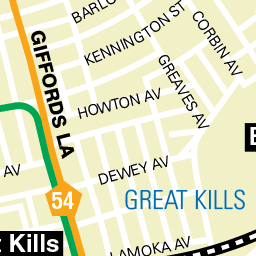 BARLO
KENNINGTON ST
CORBIN AV
GIFFORDS LA
GREAVES AV
HOWTON AV
E
AV
DEWEY AV
54
GREAT KILLS
t Kills
LAMOKA AV